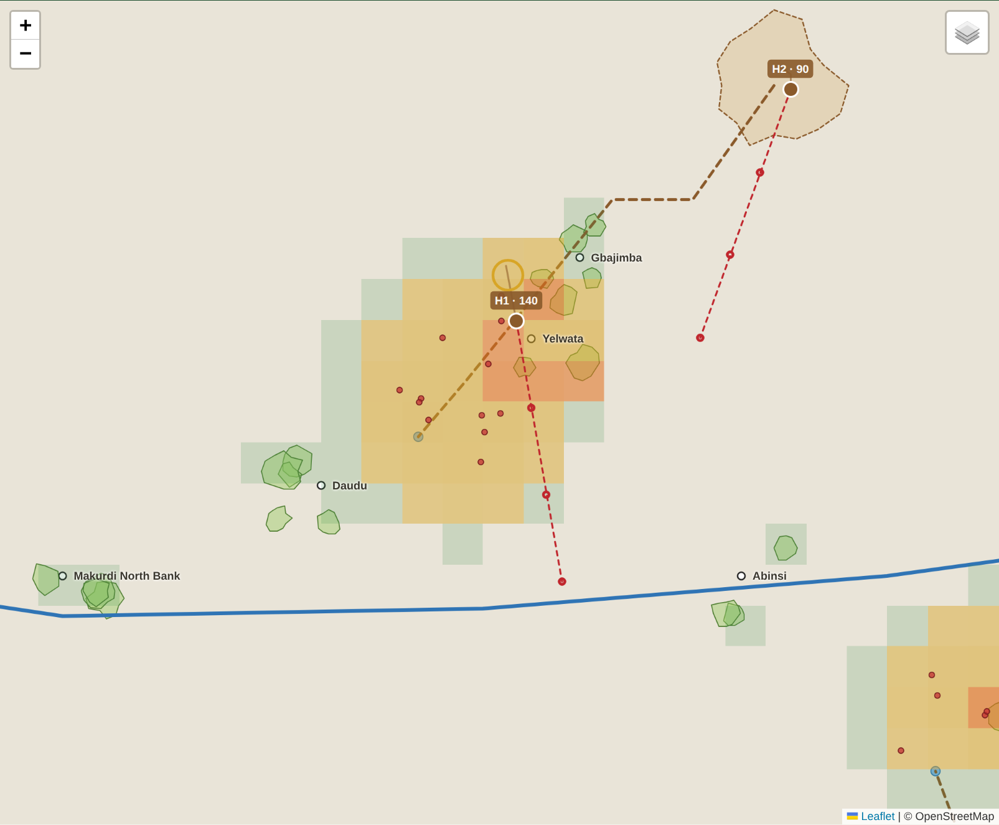 +
−
H2 · 90
Gbajimba
H1 · 140
Yelwata
Daudu
Makurdi North Bank
Abinsi
Leaflet | © OpenStreetMap